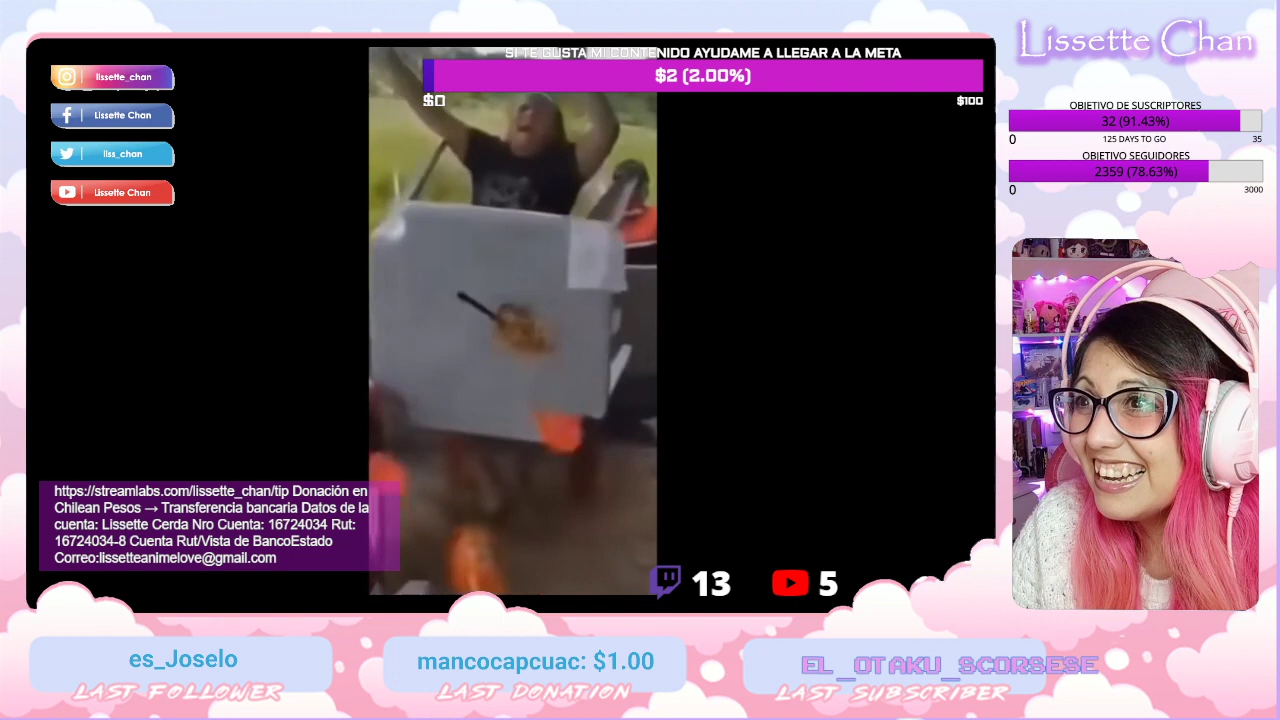 Lissette Chan
SI TE GUSTA MI CONTENIDO AYUDAME A LLEGAR A LA META
$2 (2.00%)
$0
$100
lissette_chan
Lissette Chan
liss_chan
Lissette Chan
OBJETIVO DE SUSCRIPTORES
32 (91.43%)
0
125 DAYS TO GO
35
OBJETIVO SEGUIDORES
2359 (78.63%)
0
3000
https://streamlabs.com/lissette_chan/tip Donación en
Chilean Pesos → Transferencia bancaria Datos de la
cuenta: Lissette Cerda Nro Cuenta: 16724034 Rut:
16724034-8 Cuenta Rut/Vista de BancoEstado
Correo:lissetteanimelove@gmail.com
13
5
es_Joselo
LAST FOLLOWER
mancocapcuac: $1.00
LAST DONATION
EL_OTAKU_SCORSESE
LAST SUBSCRIBER